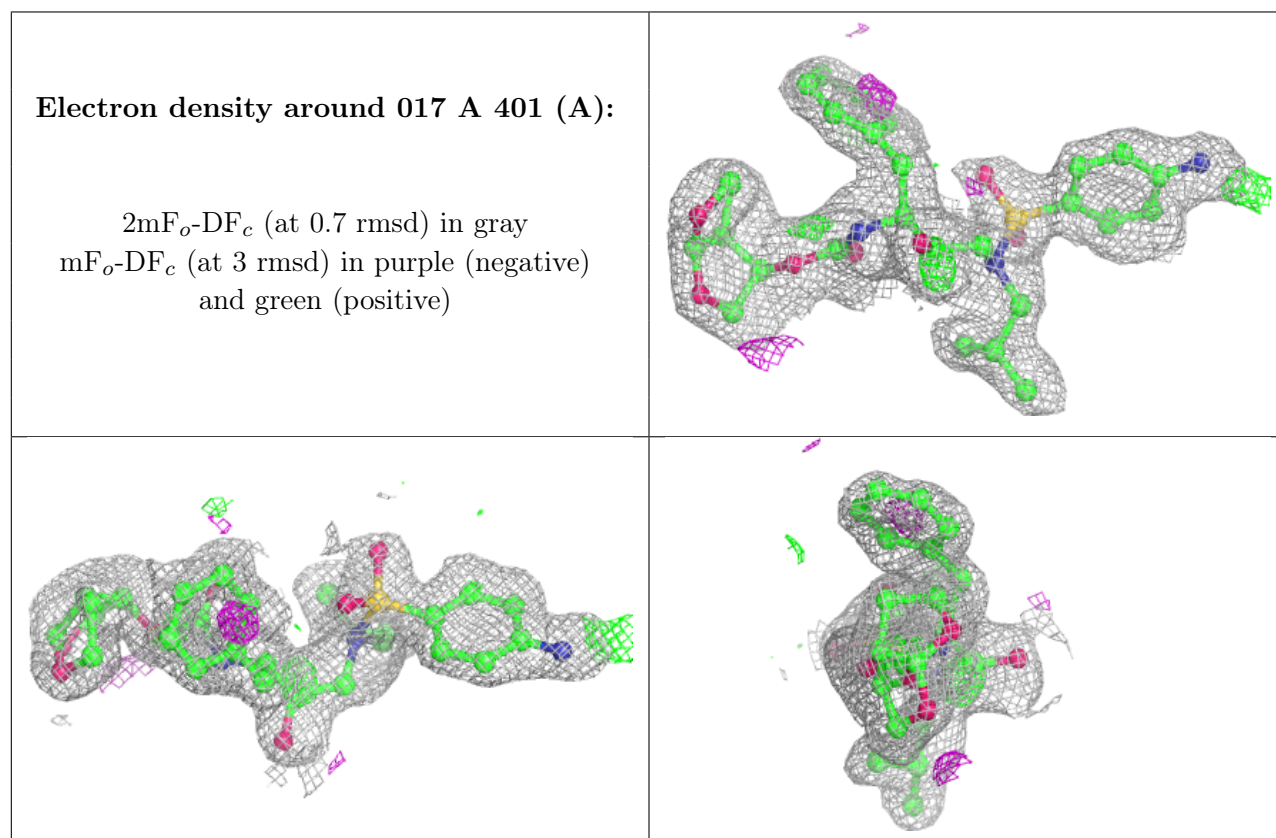 Electron density around 017 A 401 (A):
2mFo-DFc (at 0.7 rmsd) in gray
mFo-DFc (at 3 rmsd) in purple (negative)
and green (positive)